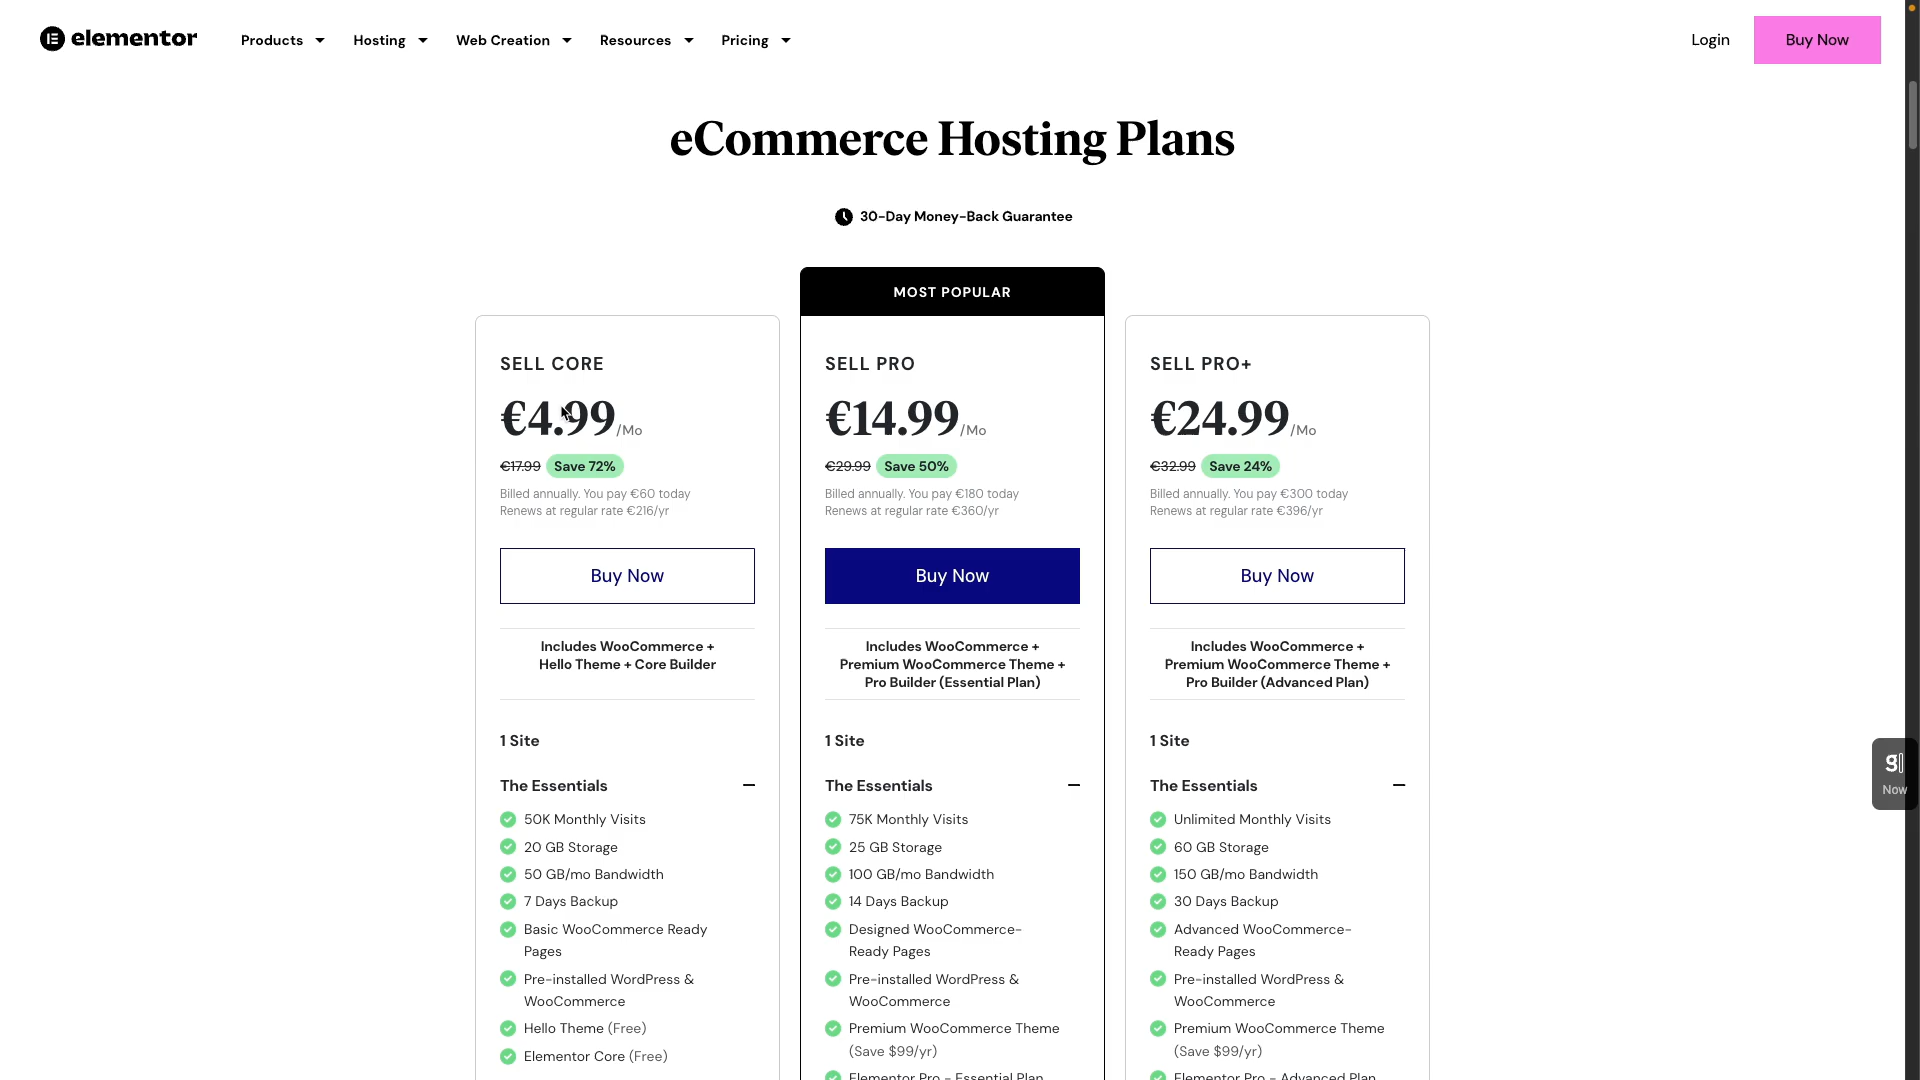 elementor
Products
Hosting
Web Creation
Resources
Pricing
Login
Buy Now
eCommerce Hosting Plans
30-Day Money-Back Guarantee
MOST POPULAR
SELL CORE
€4.99/Mo
€17.99 Save 72%
Billed annually. You pay €60 today
Renews at regular rate €216/yr
Buy Now
Includes WooCommerce +
Hello Theme + Core Builder
1 Site
The Essentials
50K Monthly Visits
20 GB Storage
50 GB/mo Bandwidth
7 Days Backup
Basic WooCommerce Ready
Pages
Pre-installed WordPress &
WooCommerce
Hello Theme (Free)
Elementor Core (Free)
SELL PRO
€14.99/Mo
€29.99 Save 50%
Billed annually. You pay €180 today
Renews at regular rate €360/yr
Buy Now
Includes WooCommerce +
Premium WooCommerce Theme +
Pro Builder (Essential Plan)
1 Site
The Essentials
75K Monthly Visits
25 GB Storage
100 GB/mo Bandwidth
14 Days Backup
Designed WooCommerce-
Ready Pages
Pre-installed WordPress &
WooCommerce
Premium WooCommerce Theme
(Save $99/yr)
Elementor Pro - Essential Plan
SELL PRO+
€24.99/Mo
€32.99 Save 24%
Billed annually. You pay €300 today
Renews at regular rate €396/yr
Buy Now
Includes WooCommerce +
Premium WooCommerce Theme +
Pro Builder (Advanced Plan)
1 Site
The Essentials
Unlimited Monthly Visits
60 GB Storage
150 GB/mo Bandwidth
30 Days Backup
Advanced WooCommerce-
Ready Pages
Pre-installed WordPress &
WooCommerce
Premium WooCommerce Theme
(Save $99/yr)
Elementor Pro - Advanced Plan
g
Now